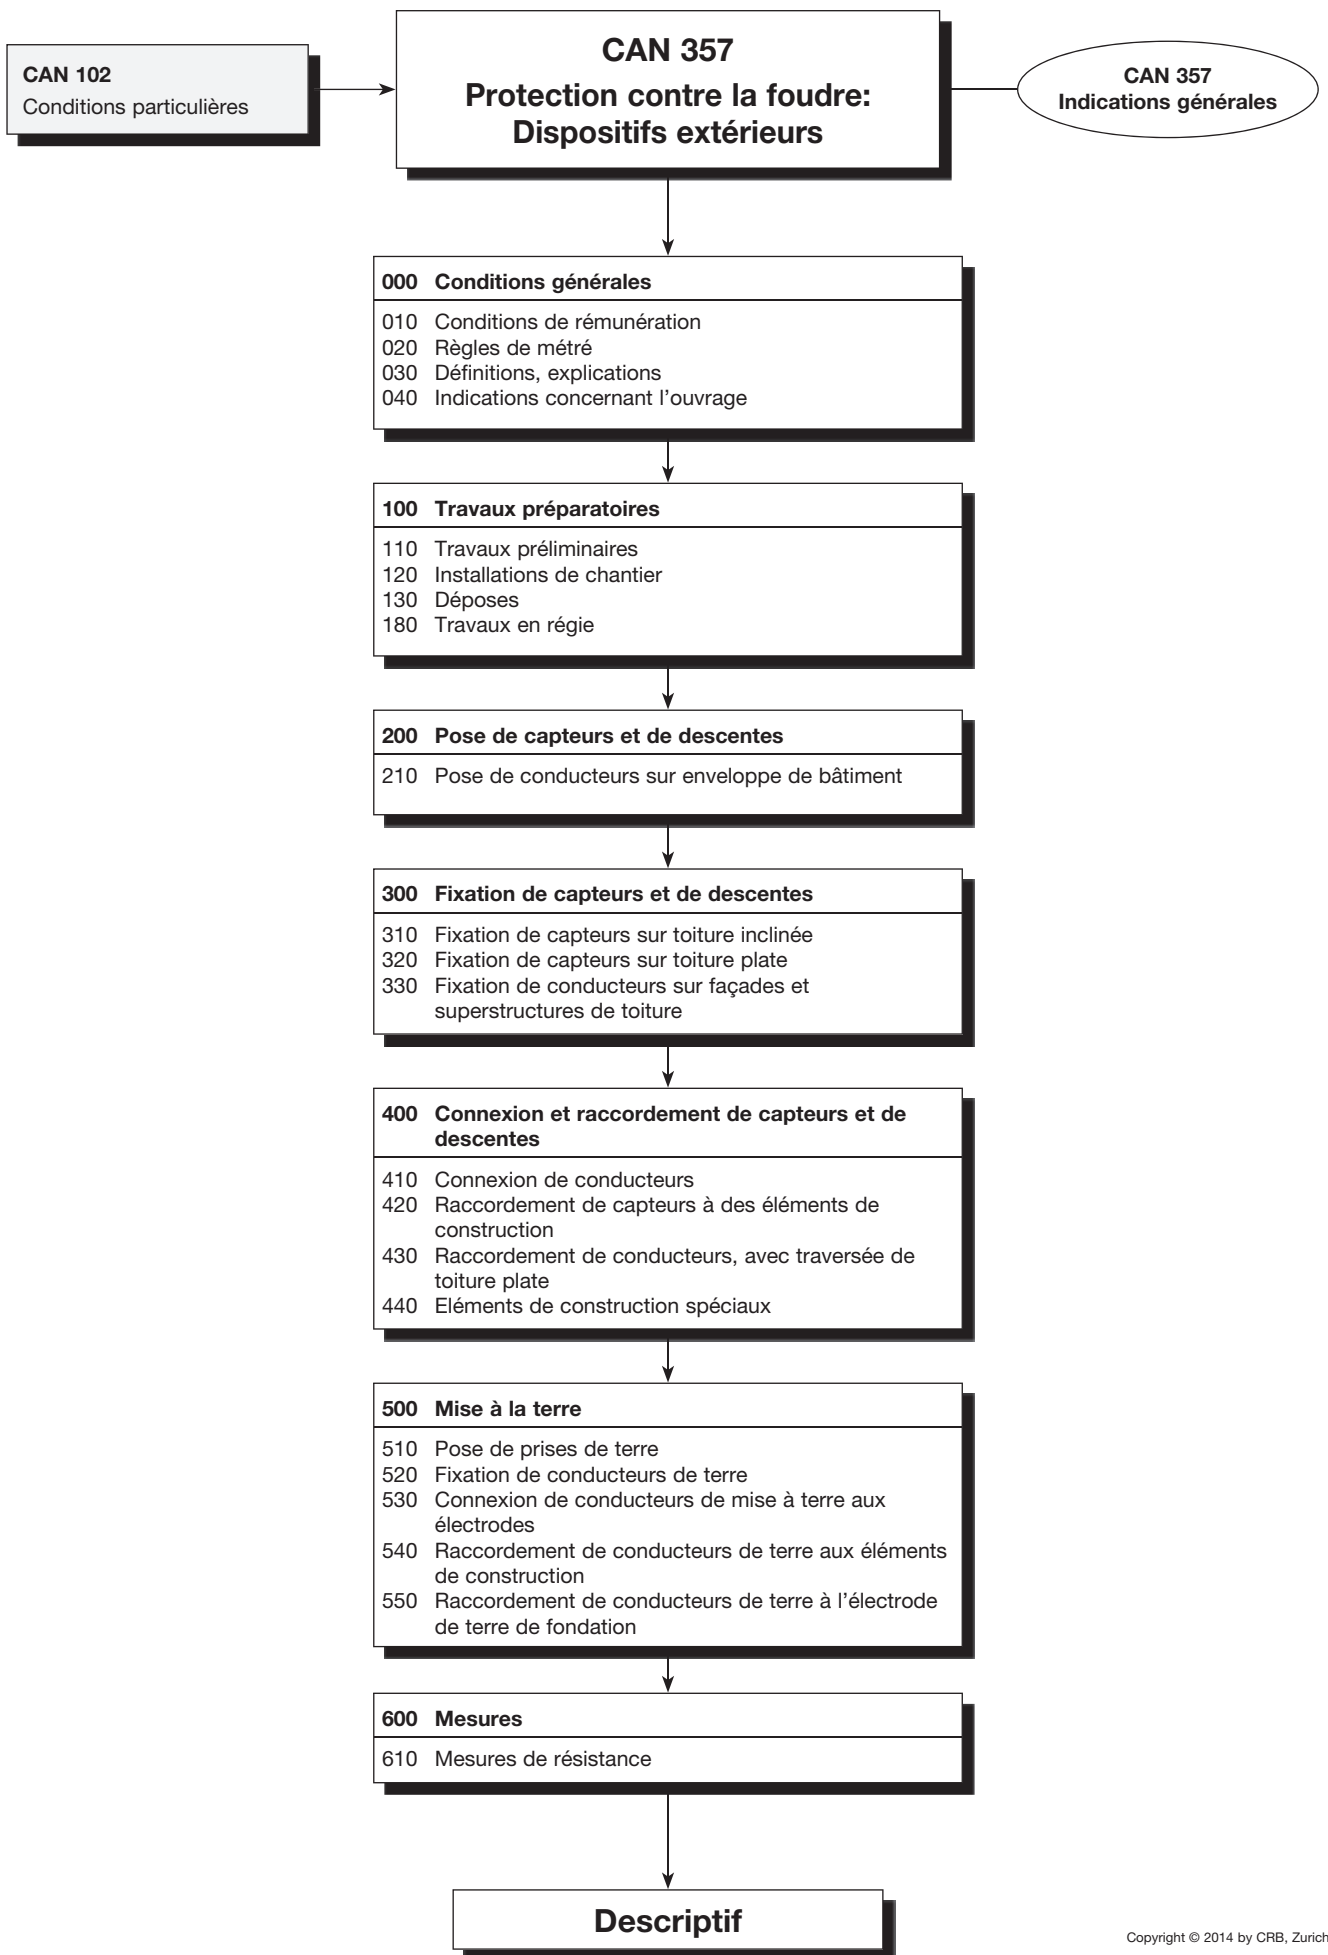 CAN 102
Conditions particulières
CAN 357
Protection contre la foudre:
Dispositifs extérieurs
CAN 357
Indications générales
000 Conditions générales
010 Conditions de rémunération
020 Règles de métré
030 Définitions, explications
040 Indications concernant l'ouvrage
100 Travaux préparatoires
110 Travaux préliminaires
120 Installations de chantier
130 Déposes
180 Travaux en régie
200 Pose de capteurs et de descentes
210 Pose de conducteurs sur enveloppe de bâtiment
300 Fixation de capteurs et de descentes
310 Fixation de capteurs sur toiture inclinée
320 Fixation de capteurs sur toiture plate
330 Fixation de conducteurs sur façades et
superstructures de toiture
400 Connexion et raccordement de capteurs et de
descentes
410 Connexion de conducteurs
420 Raccordement de capteurs à des éléments de
construction
430 Raccordement de conducteurs, avec traversée de
toiture plate
440 Eléments de construction spéciaux
500 Mise à la terre
510 Pose de prises de terre
520 Fixation de conducteurs de terre
530 Connexion de conducteurs de mise à terre aux
électrodes
540 Raccordement de conducteurs de terre aux éléments
de construction
550 Raccordement de conducteurs de terre à l'électrode
de terre de fondation
600 Mesures
610 Mesures de résistance
Descriptif
Copyright © 2014 by CRB, Zurich